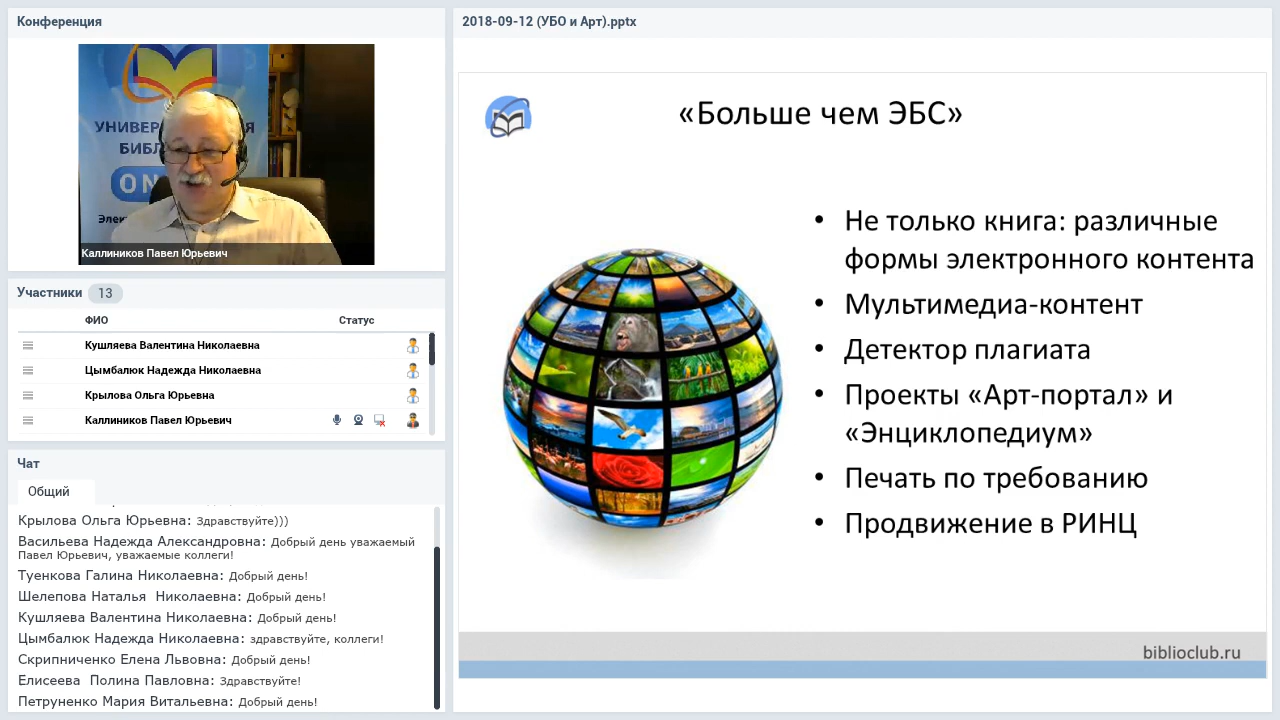 Конференция
УНИВЕР
БИБЛ
Каллиников Павел Юрьевич
Участники 13
ФИО Статус
Кушляева Валентина Николаевна
Цымбалюк Надежда Николаевна
Крылова Ольга Юрьевна
Каллиников Павел Юрьевич
Чат
Общий
Крылова Ольга Юрьевна: Здравствуйте)))
Васильева Надежда Александровна: Добрый день уважаемый
Павел Юрьевич, уважаемые коллеги!
Туенкова Галина Николаевна: Добрый день!
Шелепова Наталья Николаевна: Добрый день!
Кушляева Валентина Николаевна: Добрый день!
Цымбалюк Надежда Николаевна: здравствуйте, коллеги!
Скрипниченко Елена Львовна: Добрый день!
Елисеева Полина Павловна: Здравствуйте!
Петруненко Мария Витальевна: Добрый день!
2018-09-12 (УБО и Арт).pptx
«Больше чем ЭБС»
• Не только книга: различные
формы электронного контента
• Мультимедиа-контент
• Детектор плагиата
• Проекты «Арт-портал» и
«Энциклопедиум»
• Печать по требованию
• Продвижение в РИНЦ
biblioclub.ru